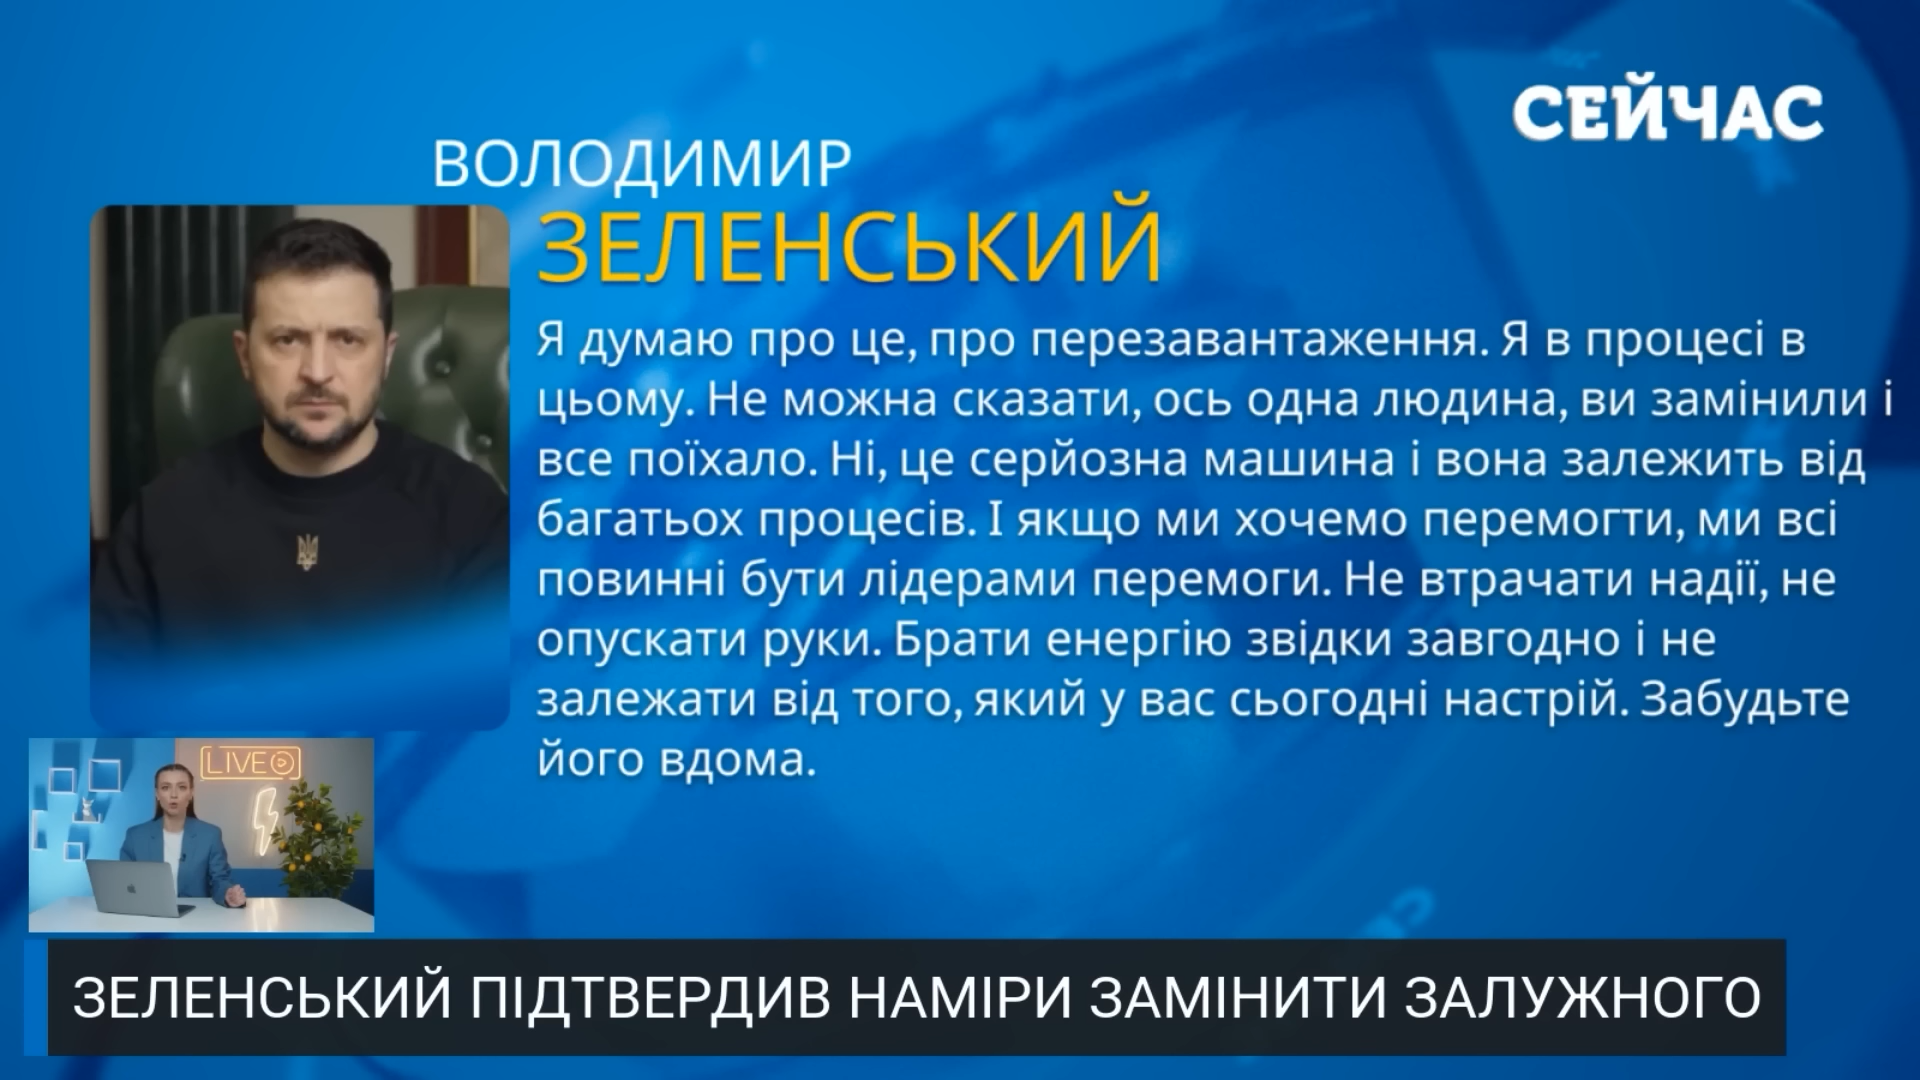 СЕЙЧАС
ВОЛОДИМИР
ЗЕЛЕНСЬКИЙ
Я думаю про це, про перезавантаження. Я в процесі в
цьому. Не можна сказати, ось одна людина, ви замінили і
все поїхало. Ні, це серйозна машина і вона залежить від
багатьох процесів. І якщо ми хочемо перемогти, ми всі
повинні бути лідерами перемоги. Не втрачати надії, не
опускати руки. Брати енергію звідки завгодно і не
залежати від того, який у вас сьогодні настрій. Забудьте
його вдома.
LIVE
ЗЕЛЕНСЬКИЙ ПІДТВЕРДИВ НАМІРИ ЗАМІНИТИ ЗАЛУЖНОГО